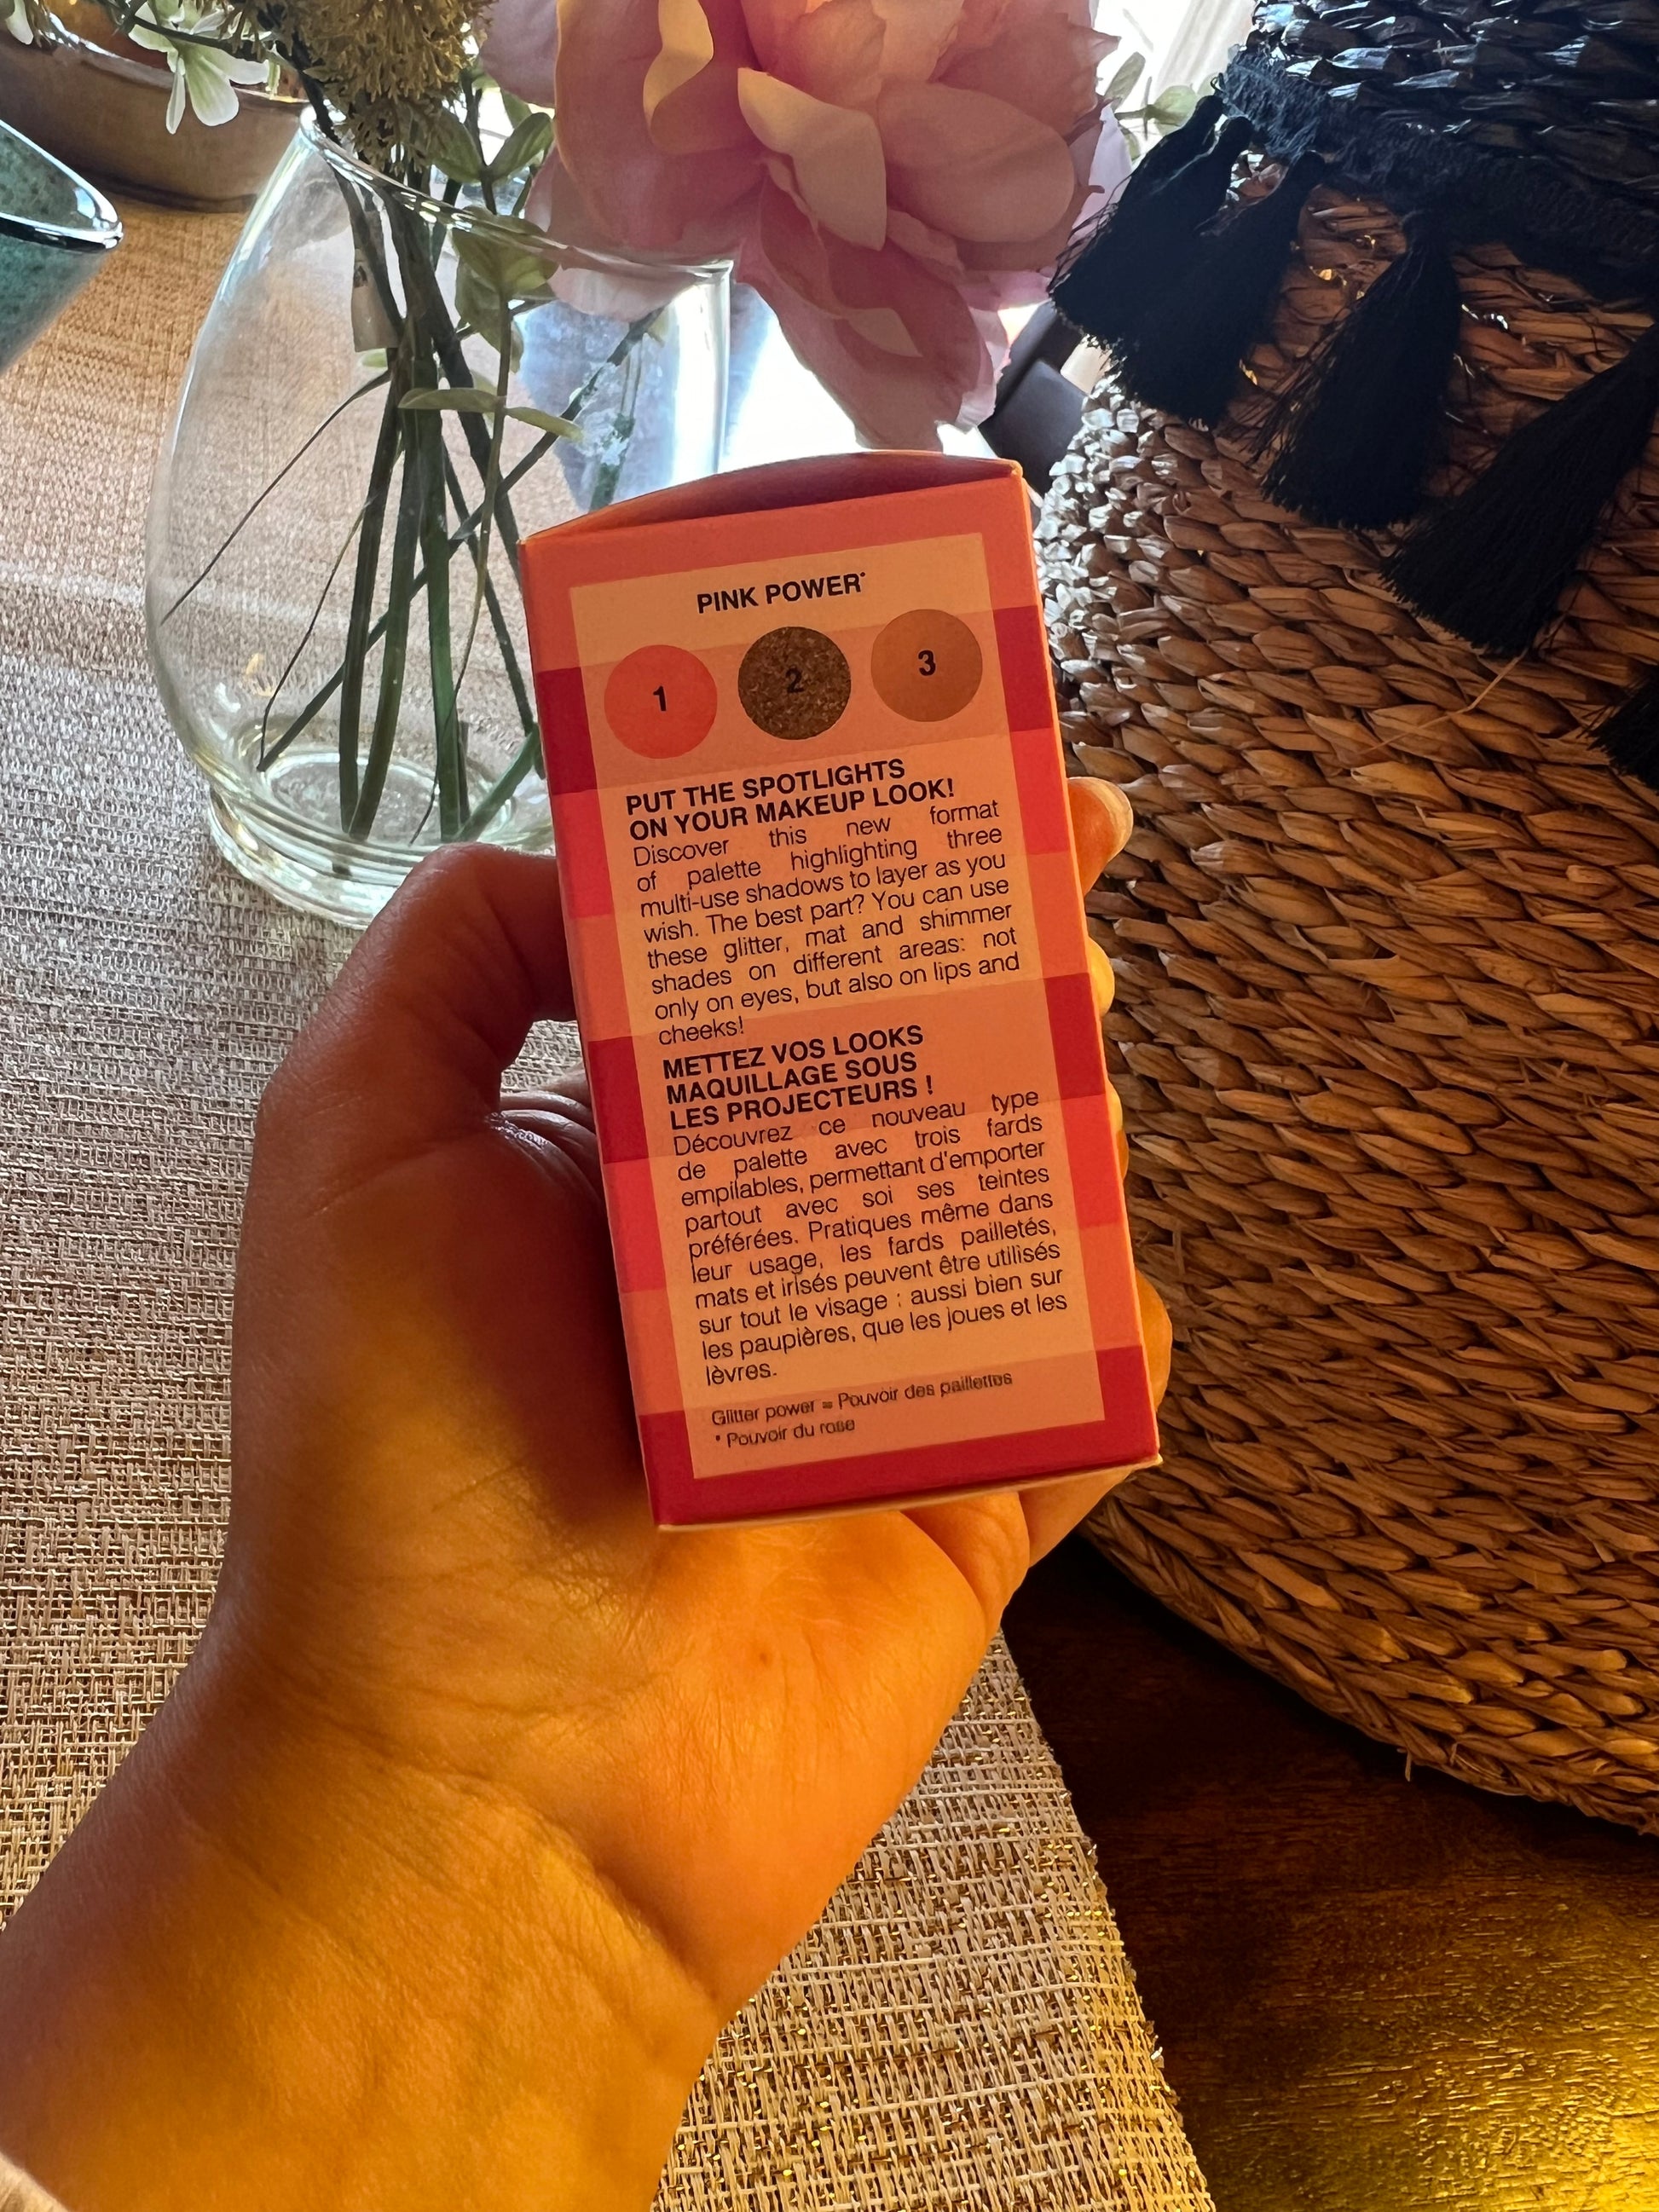 PINK POWER*
1 2 3
PUT THE SPOTLIGHTS
ON YOUR MAKEUP LOOK!
Discover this new format
of palette highlighting three
multi-use shadows to layer as you
wish. The best part? You can use
these glitter, mat and shimmer
shades on different areas: not
only on eyes, but also on lips and
cheeks!
METTEZ VOS LOOKS
MAQUILLAGE SOUS
LES PROJECTEURS !
Découvrez ce nouveau type
de palette avec trois fards
empilables, permettant d'emporter
partout avec soi ses teintes
préférées. Pratiques même dans
leur usage, les fards pailletés,
mats et irisés peuvent être utilisés
sur tout le visage : aussi bien sur
les paupières, que les joues et les
lèvres.
Glitter power = Pouvoir des paillettes
* Pouvoir du rose